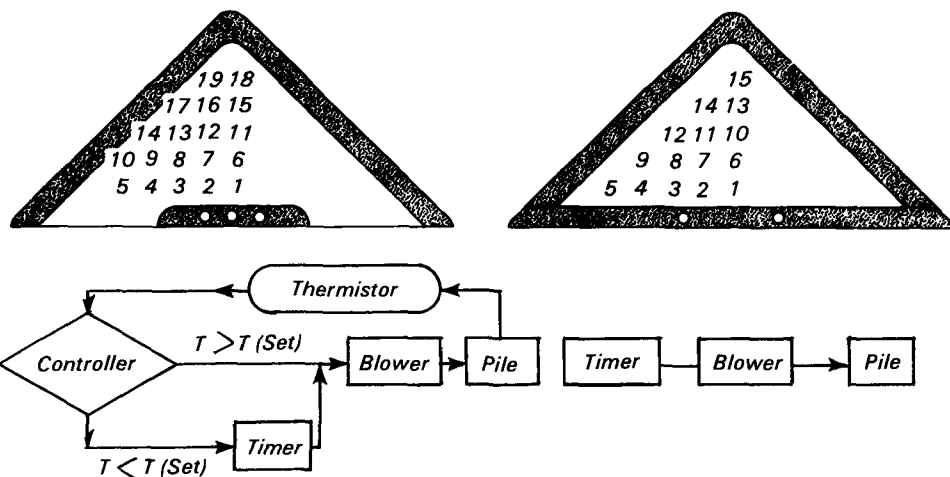 19 18
17 16 15
14 13 12 11
10 9 8 7 6
5 4 3 2 1
15
14 13
12 11 10
9 8 7 6
5 4 3 2 1
Thermistor
Controller
T > T (Set)
Blower
Pile
Timer
T < T (Set)
Timer
Blower
Pile